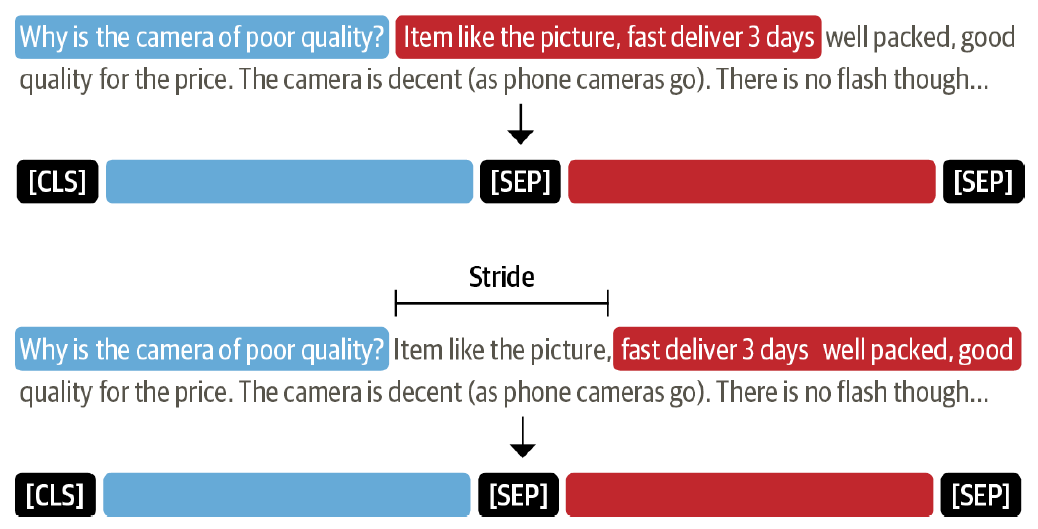 Why is the camera of poor quality? Item like the picture, fast deliver 3 days well packed, good
quality for the price. The camera is decent (as phone cameras go). There is no flash though...
[CLS] [SEP] [SEP]
Stride
Why is the camera of poor quality? Item like the picture, fast deliver 3 days well packed, good
quality for the price. The camera is decent (as phone cameras go). There is no flash though...
[CLS] [SEP] [SEP]